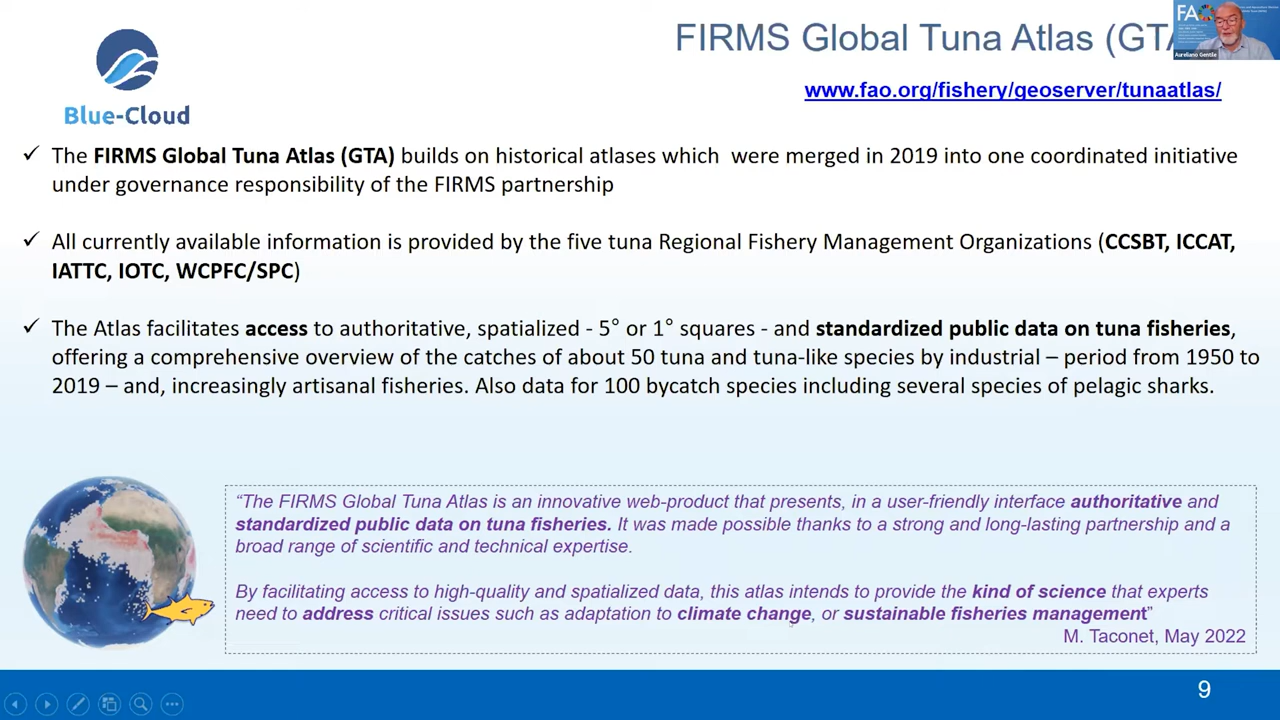 FIRMS Global Tuna Atlas (GTA
FAO
Aureliano Gentile
www.fao.org/fishery/geoserver/tunaatlas/
Blue-Cloud
✓ The FIRMS Global Tuna Atlas (GTA) builds on historical atlases which were merged in 2019 into one coordinated initiative
under governance responsibility of the FIRMS partnership
✓ All currently available information is provided by the five tuna Regional Fishery Management Organizations (CCSBT, ICCAT,
IATTC, IOTC, WCPFC/SPC)
✓ The Atlas facilitates access to authoritative, spatialized - 5° or 1° squares - and standardized public data on tuna fisheries,
offering a comprehensive overview of the catches of about 50 tuna and tuna-like species by industrial – period from 1950 to
2019 – and, increasingly artisanal fisheries. Also data for 100 bycatch species including several species of pelagic sharks.
“The FIRMS Global Tuna Atlas is an innovative web-product that presents, in a user-friendly interface authoritative and
standardized public data on tuna fisheries. It was made possible thanks to a strong and long-lasting partnership and a
broad range of scientific and technical expertise.
By facilitating access to high-quality and spatialized data, this atlas intends to provide the kind of science that experts
need to address critical issues such as adaptation to climate change, or sustainable fisheries management”
M. Taconet, May 2022
9